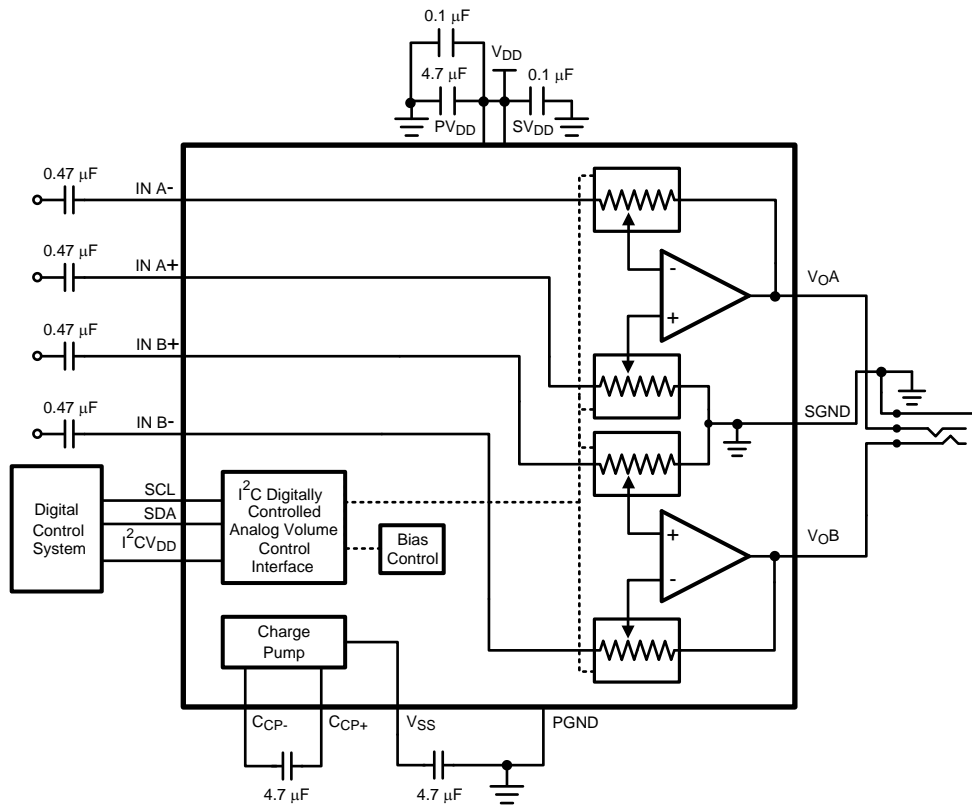 0.1 µF
V_DD
4.7 µF
0.1 µF
PV_DD
SV_DD
0.47 µF
IN A-
0.47 µF
IN A+
-
V_OA
+
0.47 µF
IN B+
0.47 µF
IN B-
SGND
Digital
Control
System
SCL
SDA
I²CV_DD
I²C Digitally
Controlled
Analog Volume
Control
Interface
Bias
Control
+
V_OB
-
Charge
Pump
C_CP-
C_CP+
V_SS
PGND
4.7 µF
4.7 µF